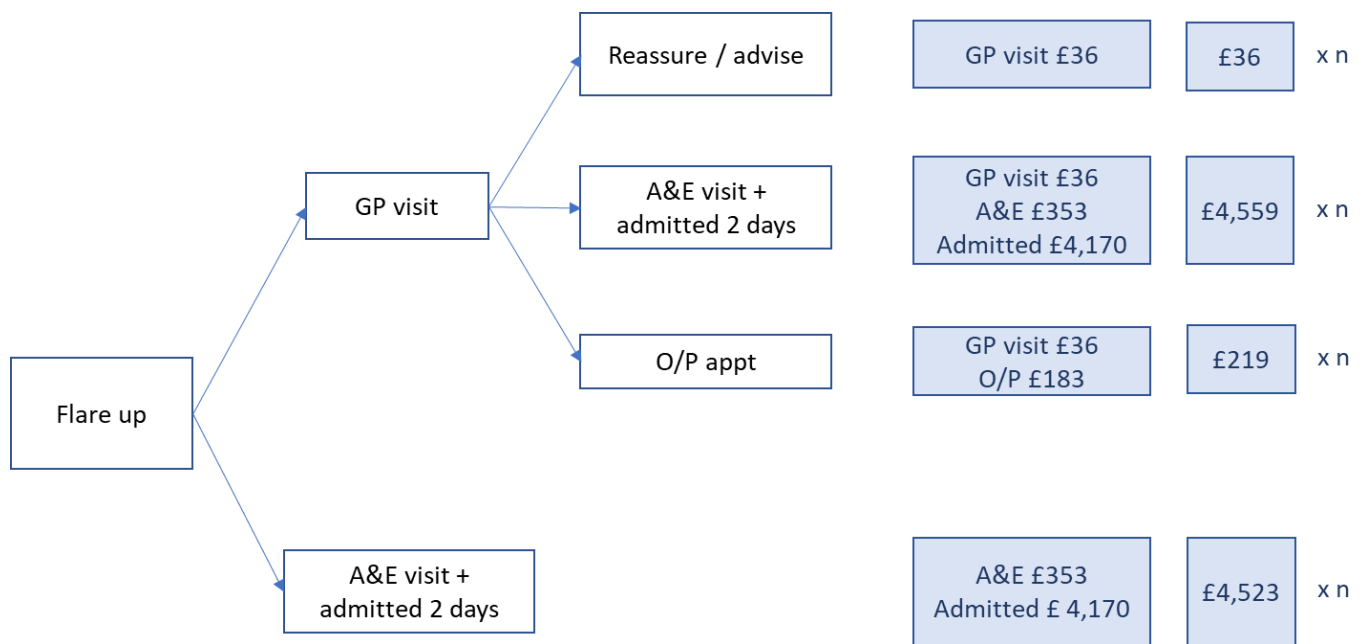 Reassure / advise
GP visit £36
£36
x n
GP visit
A&E visit +
admitted 2 days
GP visit £36
A&E £353
Admitted £4,170
£4,559
x n
O/P appt
GP visit £36
O/P £183
£219
x n
Flare up
A&E visit +
admitted 2 days
A&E £353
Admitted £ 4,170
£4,523
x n